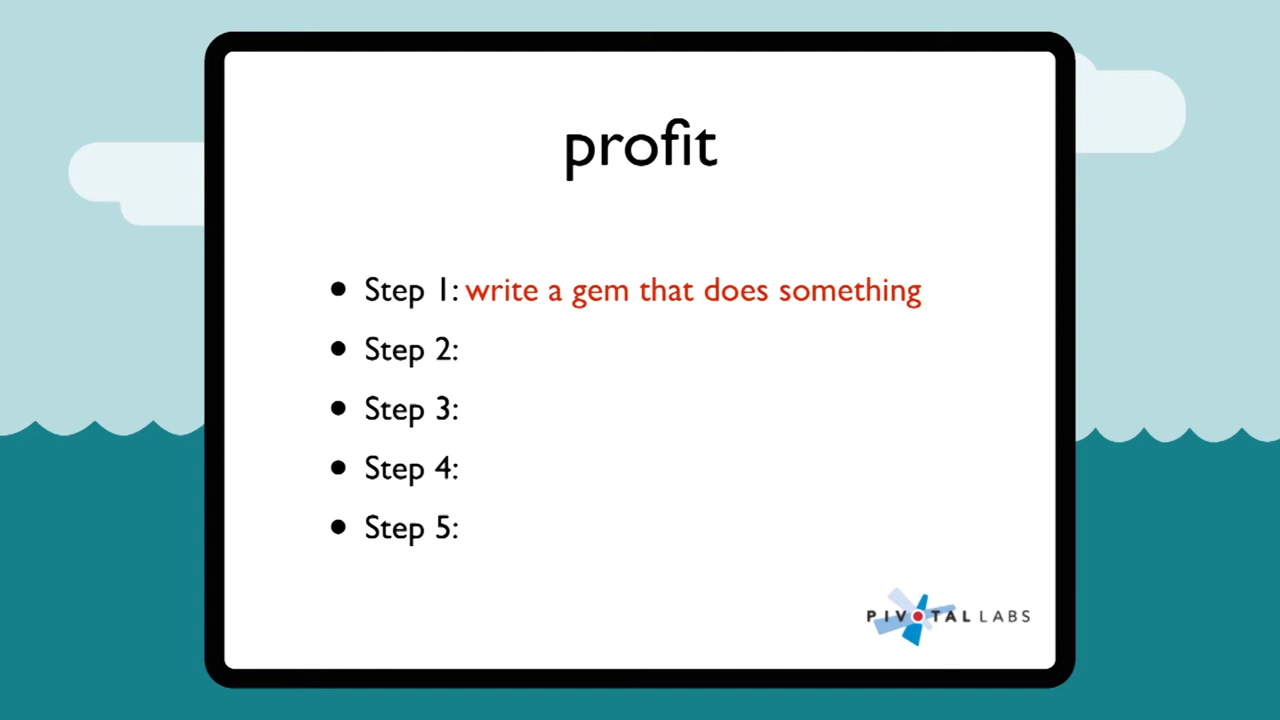 profit
• Step 1: write a gem that does something
• Step 2:
• Step 3:
• Step 4:
• Step 5:
PIVOTAL LABS